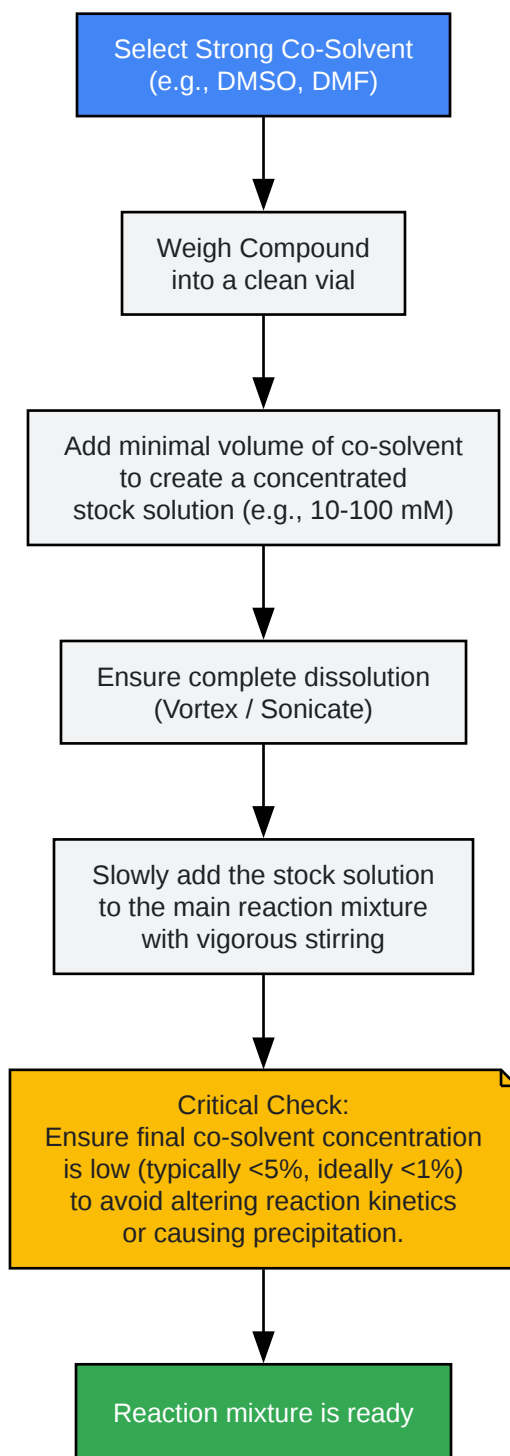 Select Strong Co-Solvent
(e.g., DMSO, DMF)
Weigh Compound
into a clean vial
Add minimal volume of co-solvent
to create a concentrated
stock solution (e.g., 10-100 mM)
Ensure complete dissolution
(Vortex / Sonicate)
Slowly add the stock solution
to the main reaction mixture
with vigorous stirring
Critical Check:
Ensure final co-solvent concentration
is low (typically <5%, ideally <1%)
to avoid altering reaction kinetics
or causing precipitation.
Reaction mixture is ready